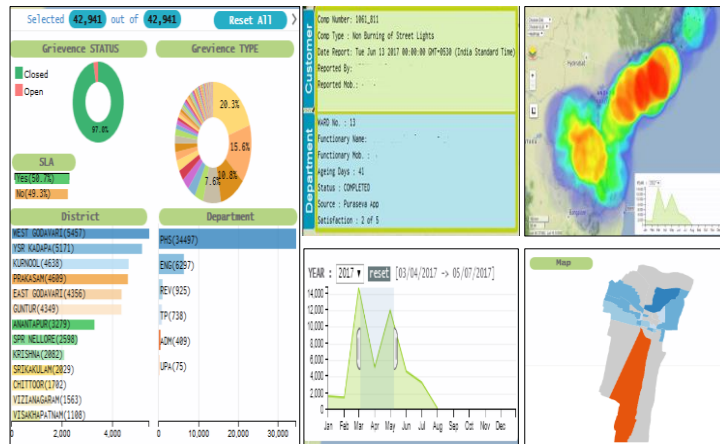 Selected 42,941 out of 42,941 Reset All
Grievence STATUS
Closed
Open
97.0%
Grevience TYPE
20.3%
15.6%
10.8%
7.6%
SLA
Yes(50.7%)
No(49.3%)
District
WEST GODAVARI(5457)
YSR KADAPA(5171)
KURNOOL(4638)
PRAKASAM(4609)
EAST GODAVARI(4356)
GUNTUR(4349)
ANANTAPUR(3279)
SPR NELLORE(2598)
KRISHNA(2082)
SRIKAKULAM(2029)
CHITTOOR(1702)
VIZIANAGARAM(1563)
VISAKHAPATNAM(1108)
0 2,000 4,000
Department
PHS(34497)
ENG(6297)
REV(925)
TP(738)
ADM(409)
UPA(75)
0 10,000 20,000 30,000
Customer
Comp Number: 1061_811
Comp Type : Non Burning of Street Lights
Date Report: Tue Jun 13 2017 00:00:00 GMT+0530 (India Standard Time)
Reported By:
Reported Mob.:
Department
WARD No. : 13
Functionary Name:
Functionary Mob. :
Ageing Days : 41
Status : COMPLETED
Source : Puraseva App
Satisfaction : 2 of 5
YEAR : 2017 reset [03/04/2017 -> 05/07/2017]
14,000
12,000
10,000
8,000
6,000
4,000
2,000
0
Jan Feb Mar Apr May Jun Jul Aug Sep Oct Nov Dec
Map